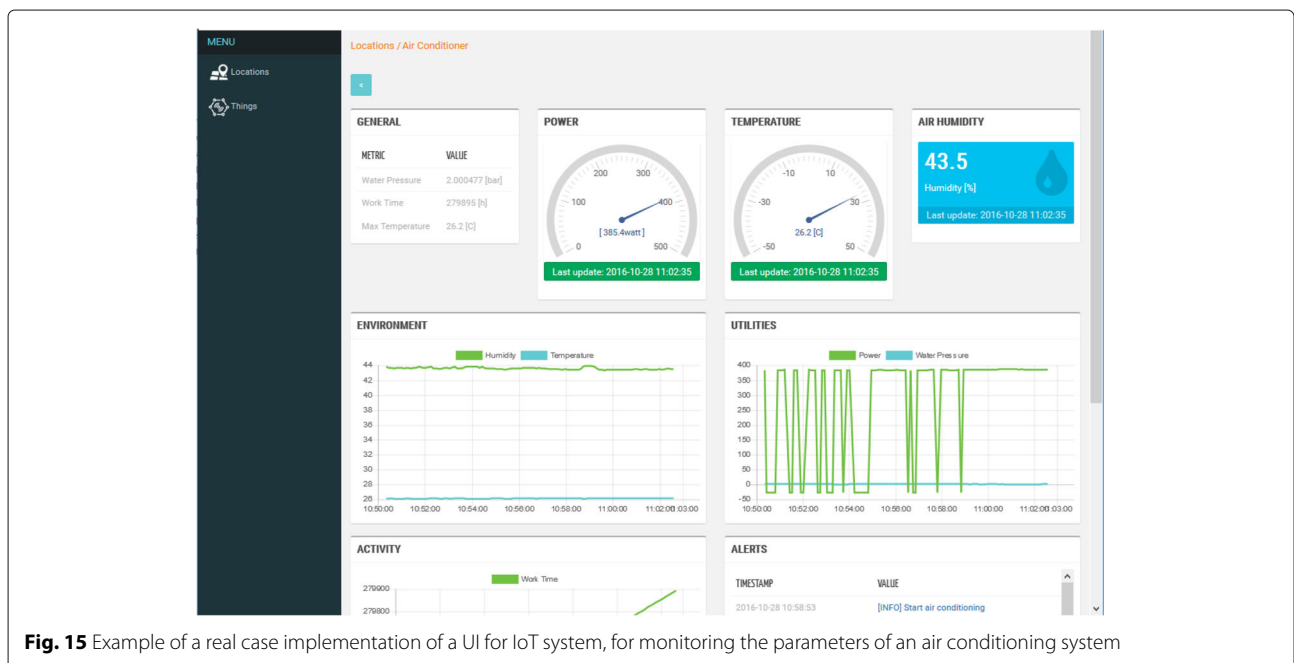 MENU
Locations
Things
Locations / Air Conditioner
<
GENERAL
METRIC VALUE
Water Pressure 2.000477 [bar]
Work Time 279895 [h]
Max Temperature 26.2 [C]
POWER
200 300
100 400
[ 385.4watt ]
0 500
Last update: 2016-10-28 11:02:35
TEMPERATURE
-10 10
-30 30
26.2 [C]
-50 50
Last update: 2016-10-28 11:02:35
AIR HUMIDITY
43.5
Humidity [%]
Last update: 2016-10-28 11:02:35
ENVIRONMENT
Humidity Temperature
44
42
40
38
36
34
32
30
28
26
10:50:00 10:52:00 10:54:00 10:56:00 10:58:00 11:00:00 11:02:00 11:03:00
UTILITIES
Power Water Pressure
400
350
300
250
200
150
100
50
0
-50
10:50:00 10:52:00 10:54:00 10:56:00 10:58:00 11:00:00 11:02:00 11:03:00
ACTIVITY
Work Time
279900
279800
ALERTS
TIMESTAMP VALUE
2016-10-28 10:58:53 [INFO] Start air conditioning
Fig. 15 Example of a real case implementation of a UI for IoT system, for monitoring the parameters of an air conditioning system